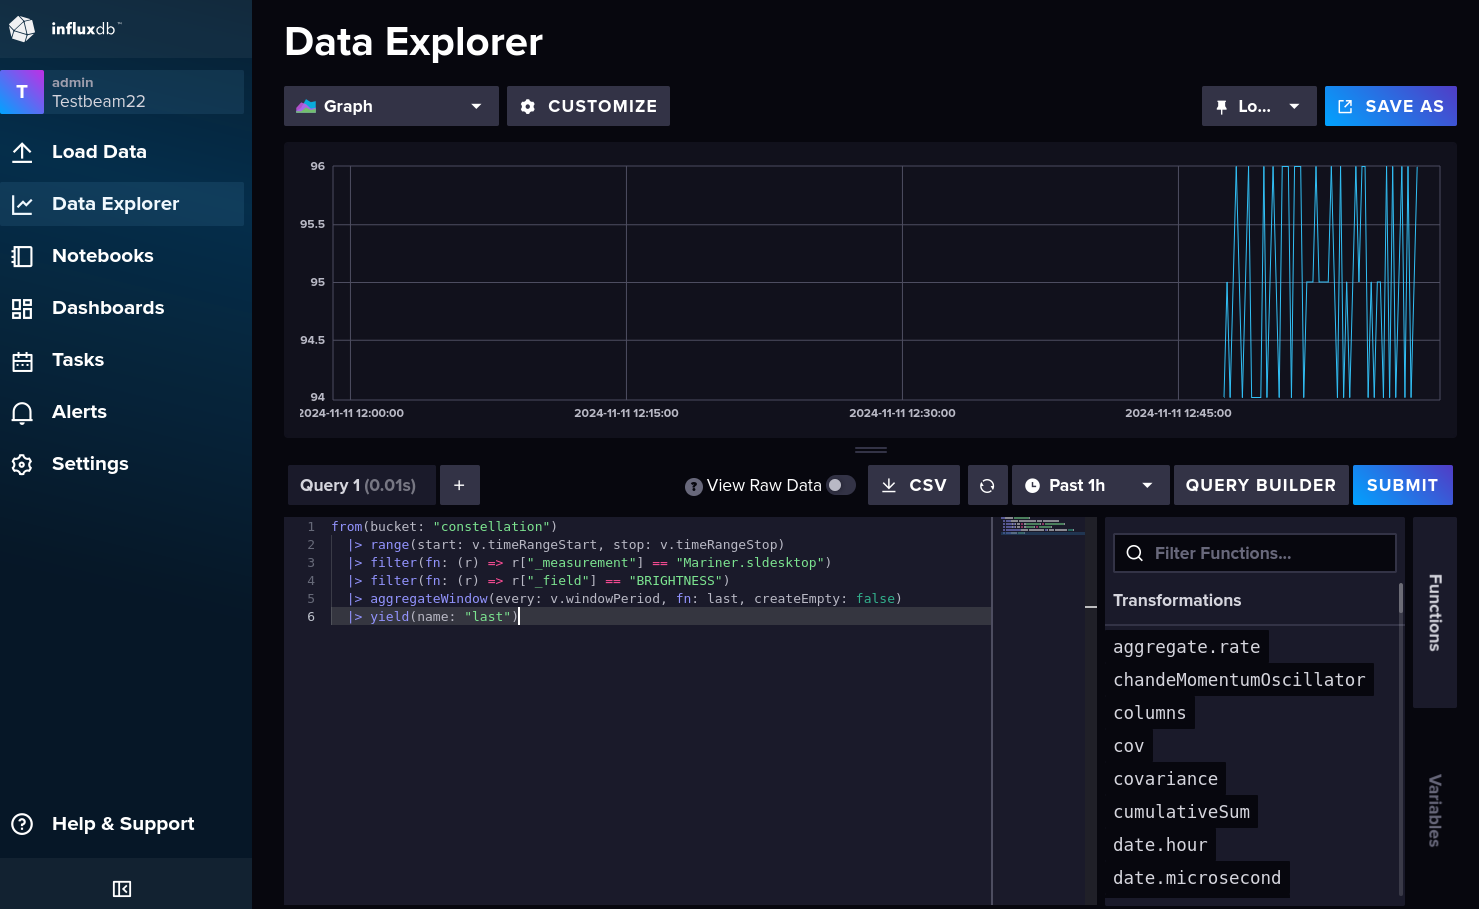 influxdb™
T
admin
Testbeam22
Load Data
Data Explorer
Notebooks
Dashboards
Tasks
Alerts
Settings
Help & Support
Data Explorer
Graph
CUSTOMIZE
Lo...
SAVE AS
96
95.5
95
94.5
94
2024-11-11 12:00:00
2024-11-11 12:15:00
2024-11-11 12:30:00
2024-11-11 12:45:00
Query 1 (0.01s)
+
? View Raw Data
CSV
Past 1h
QUERY BUILDER
SUBMIT
1 from(bucket: "constellation")
2 |> range(start: v.timeRangeStart, stop: v.timeRangeStop)
3 |> filter(fn: (r) => r["_measurement"] == "Mariner.sldesktop")
4 |> filter(fn: (r) => r["_field"] == "BRIGHTNESS")
5 |> aggregateWindow(every: v.windowPeriod, fn: last, createEmpty: false)
6 |> yield(name: "last")
Filter Functions...
Transformations
aggregate.rate
chandeMomentumOscillator
columns
cov
covariance
cumulativeSum
date.hour
date.microsecond
Functions
Variables